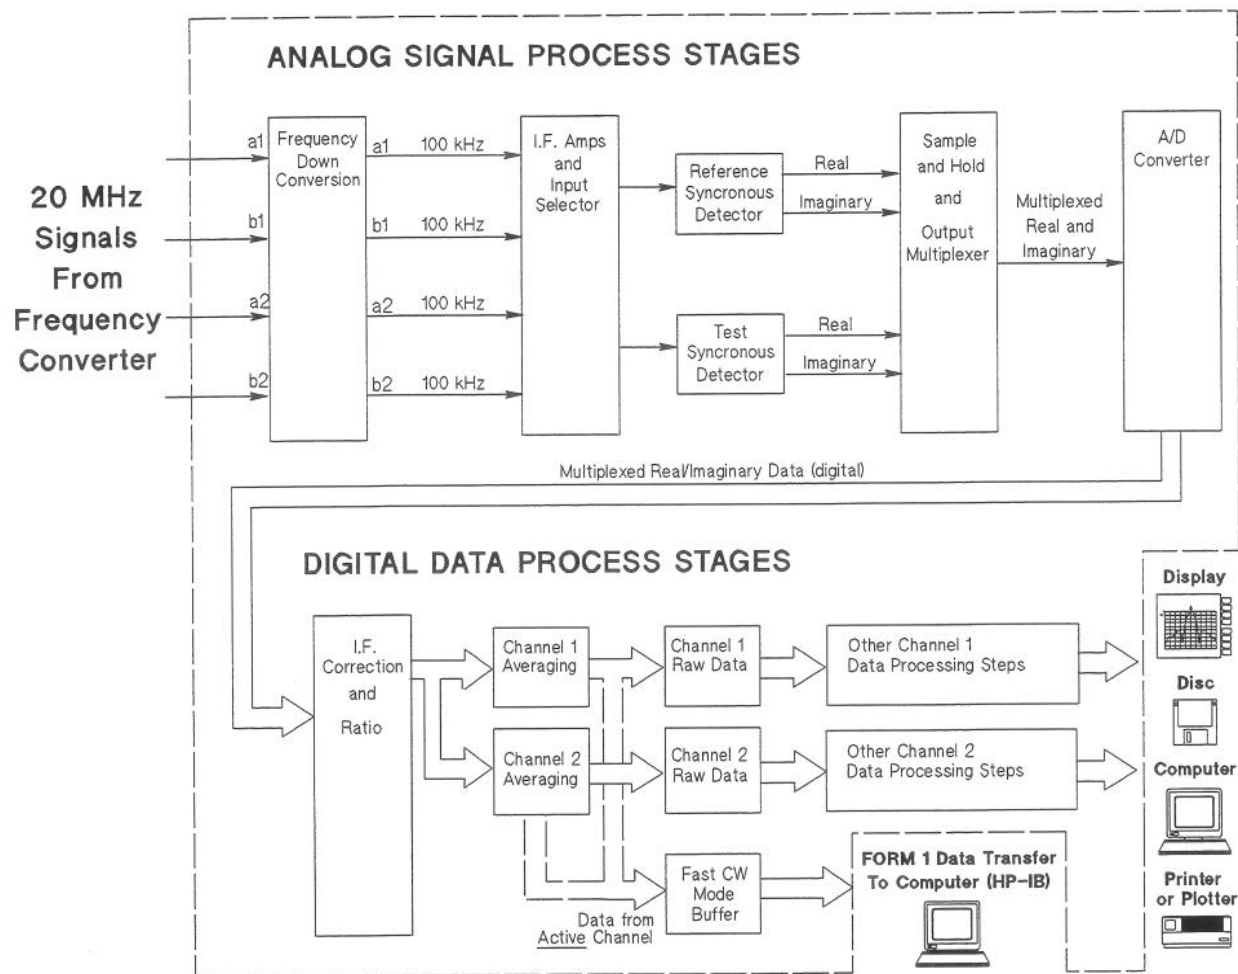 ANALOG SIGNAL PROCESS STAGES
20 MHz
Signals
From
Frequency
Converter
a1
b1
a2
b2
Frequency
Down
Conversion
a1
100 kHz
b1
100 kHz
a2
100 kHz
b2
100 kHz
I.F. Amps
and
Input
Selector
Reference
Syncronous
Detector
Real
Imaginary
Test
Syncronous
Detector
Real
Imaginary
Sample
and Hold
and
Output
Multiplexer
Multiplexed
Real and
Imaginary
A/D
Converter
Multiplexed Real/Imaginary Data (digital)
DIGITAL DATA PROCESS STAGES
I.F.
Correction
and
Ratio
Channel 1
Averaging
Channel 1
Raw Data
Other Channel 1
Data Processing Steps
Channel 2
Averaging
Channel 2
Raw Data
Other Channel 2
Data Processing Steps
Data from
Active Channel
Fast CW
Mode
Buffer
FORM 1 Data Transfer
To Computer (HP-IB)
Display
Disc
Computer
Printer
or Plotter